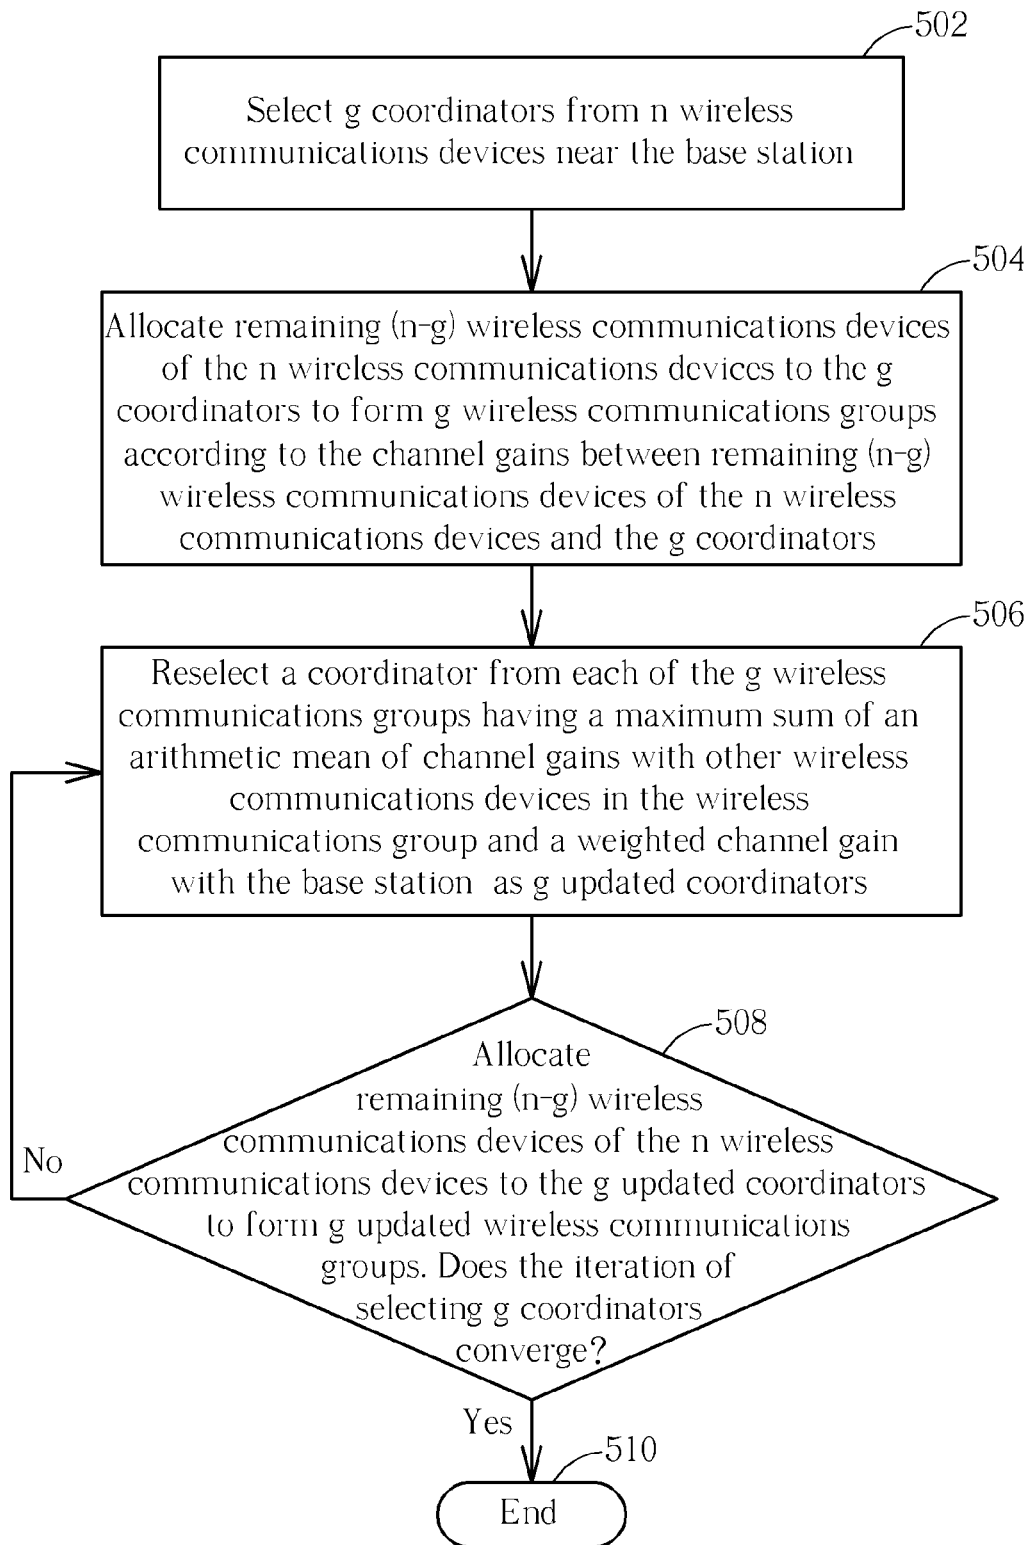 502
Select g coordinators from n wireless
communications devices near the base station
504
Allocate remaining (n-g) wireless communications devices
of the n wireless communications devices to the g
coordinators to form g wireless communications groups
according to the channel gains between remaining (n-g)
wireless communications devices of the n wireless
communications devices and the g coordinators
506
Reselect a coordinator from each of the g wireless
communications groups having a maximum sum of an
arithmetic mean of channel gains with other wireless
communications devices in the wireless
communications group and a weighted channel gain
with the base station as g updated coordinators
508
Allocate
remaining (n-g) wireless
communications devices of the n wireless
communications devices to the g updated coordinators
to form g updated wireless communications
groups. Does the iteration of
selecting g coordinators
converge?
No
Yes
510
End